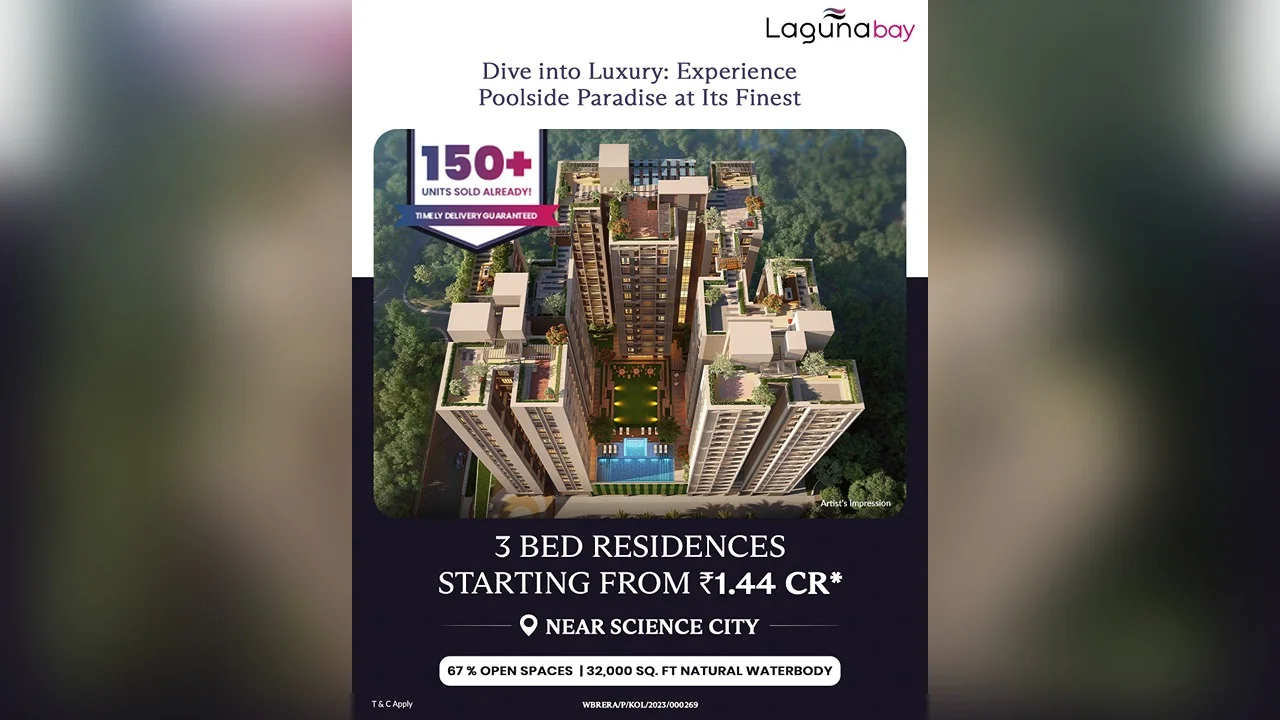 Lagunabay
Dive into Luxury: Experience
Poolside Paradise at Its Finest
150+
UNITS SOLD ALREADY!
TIMELY DELIVERY GUARANTEED
Artist's Impression
3 BED RESIDENCES
STARTING FROM ₹1.44 CR*
NEAR SCIENCE CITY
67 % OPEN SPACES | 32,000 SQ. FT NATURAL WATERBODY
T & C Apply
WBRERA/P/KOL/2023/000269